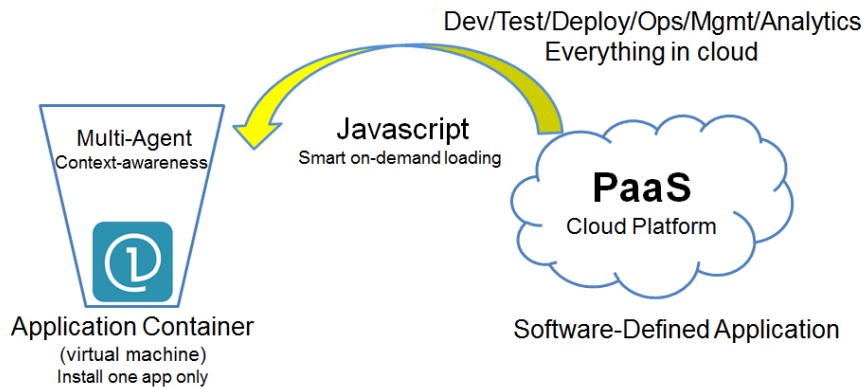 Dev/Test/Deploy/Ops/Mgmt/Analytics
Everything in cloud
Multi-Agent
Context-awareness
Javascript
Smart on-demand loading
PaaS
Cloud Platform
Application Container
(virtual machine)
Install one app only
Software-Defined Application